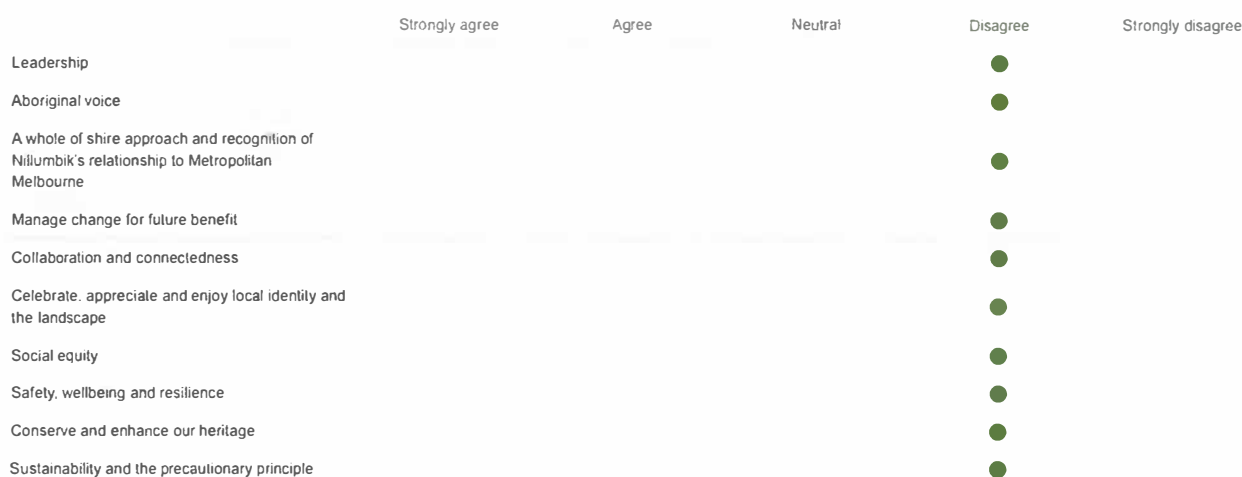 Strongly agree Agree Neutral Disagree Strongly disagree
Leadership
Aboriginal voice
A whole of shire approach and recognition of
Nillumbik's relationship to Metropolitan
Melbourne
Manage change for future benefit
Collaboration and connectedness
Celebrate, appreciate and enjoy local identity and
the landscape
Social equity
Safety, wellbeing and resilience
Conserve and enhance our heritage
Sustainability and the precautionary principle